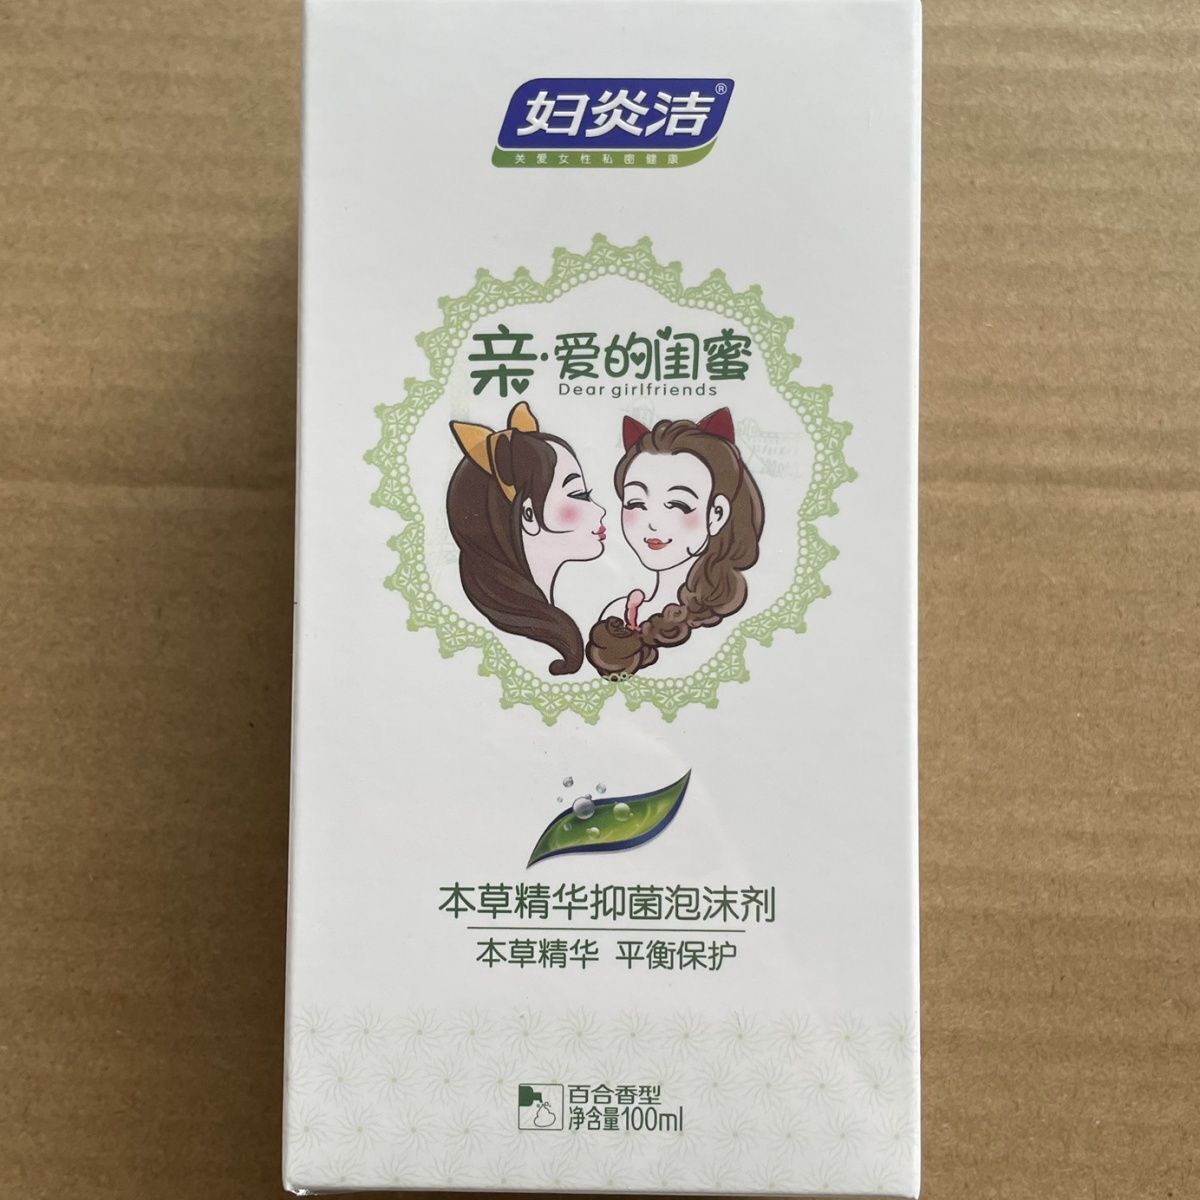 妇炎洁®
关爱女性私密健康
亲·爱的闺蜜
Dear girlfriends
本草精华抑菌泡沫剂
本草精华 平衡保护
百合香型
净含量100ml